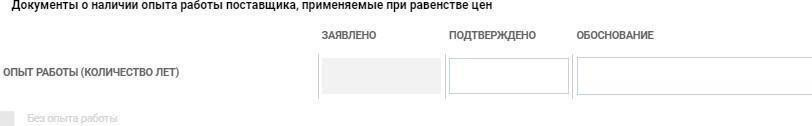 Документы о наличии опыта работы поставщика, применяемые при равенстве цен
ЗАЯВЛЕНО ПОДТВЕРЖДЕНО ОБОСНОВАНИЕ
ОПЫТ РАБОТЫ (КОЛИЧЕСТВО ЛЕТ)
Без опыта работы